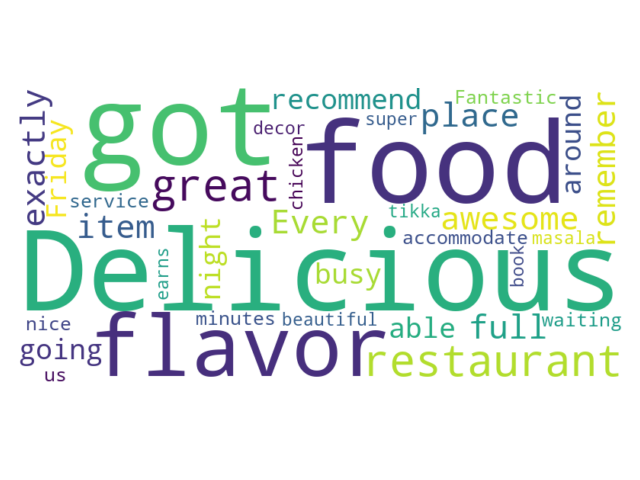 got
food
Delicious
flavor
restaurant
great
recommend
Fantastic
super
place
decor
chicken
around
remember
exactly
Friday
service
item
night
Every
tikka
awesome
accommodate
masala
book
earns
busy
nice
minutes
beautiful
able
full
waiting
going
us